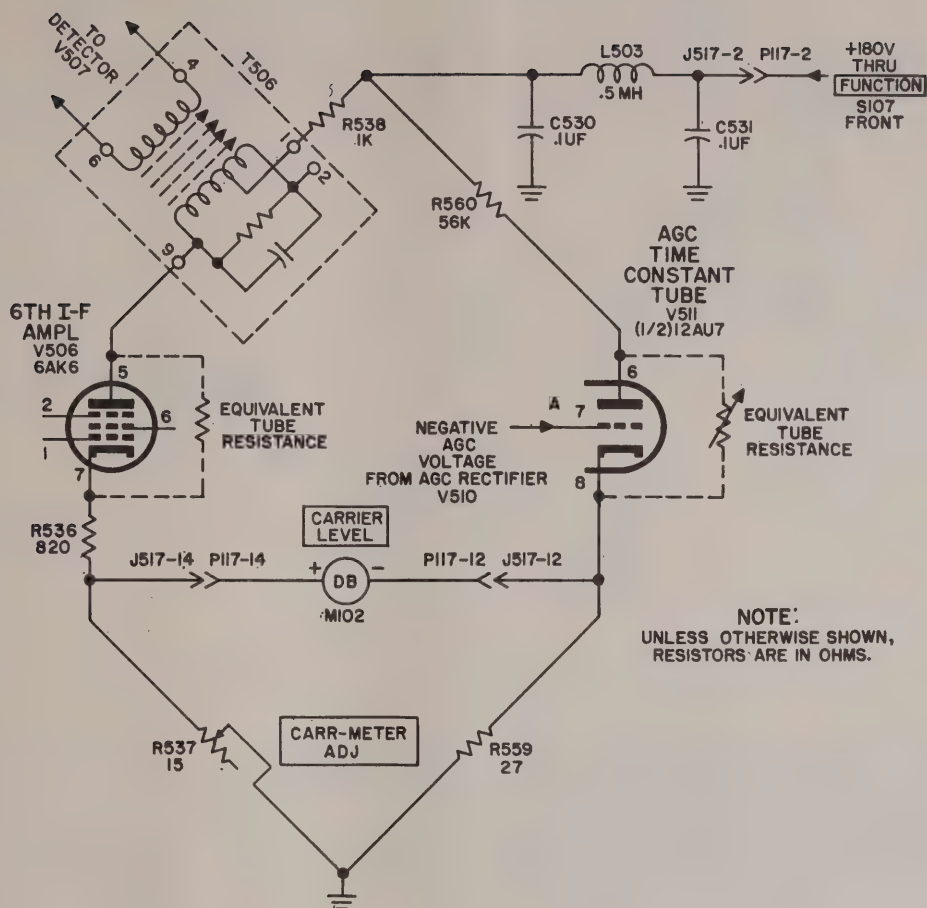 TO
DETECTOR
V507
4
6
T506
1
2
9
R538
1K
L503
.5 MH
J517-2
P117-2
+180V
THRU
FUNCTION
S107
FRONT
C530
.1UF
C531
.1UF
R560
56K
AGC
TIME
CONSTANT
TUBE
V511
(1/2)12AU7
6TH I-F
AMPL
V506
6AK6
5
2
6
1
7
EQUIVALENT
TUBE
RESISTANCE
6
A
7
8
NEGATIVE
AGC
VOLTAGE
FROM AGC RECTIFIER
V510
EQUIVALENT
TUBE
RESISTANCE
R536
820
J517-14
P117-14
CARRIER
LEVEL
+
DB
-
M102
P117-12
J517-12
NOTE:
UNLESS OTHERWISE SHOWN,
RESISTORS ARE IN OHMS.
R537
15
CARR-METER
ADJ
R559
27